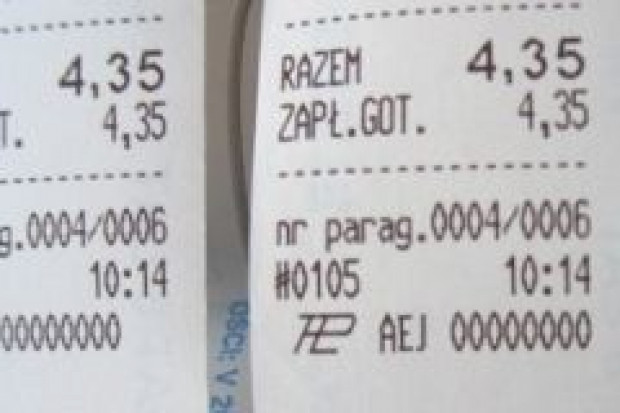 4,35
T. 4,35
g.0004/0006
10:14
00000000
RAZEM 4,35
ZAPŁ.GOT. 4,35
nr parag.0004/0006
#0105 10:14
AEJ 00000000